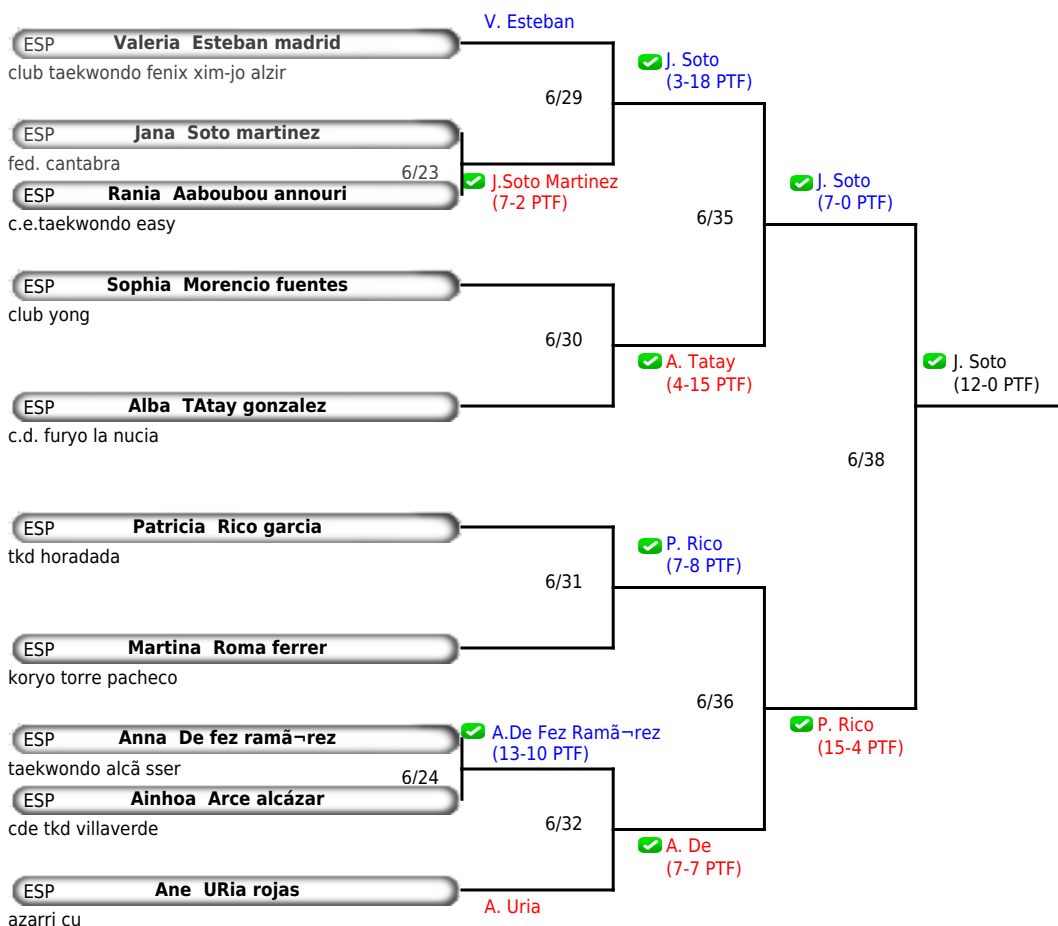 V. Esteban
ESP Valeria Esteban madrid
club taekwondo fenix xim-jo alzir
J. Soto
(3-18 PTF)
6/29
ESP Jana Soto martinez
fed. cantabra
6/23
J.Soto Martinez
(7-2 PTF)
ESP Rania Aaboubou annouri
c.e.taekwondo easy
J. Soto
(7-0 PTF)
6/35
ESP Sophia Morencio fuentes
club yong
6/30
A. Tatay
(4-15 PTF)
J. Soto
(12-0 PTF)
ESP Alba TAtay gonzalez
c.d. furyo la nucia
6/38
ESP Patricia Rico garcia
tkd horadada
P. Rico
(7-8 PTF)
6/31
ESP Martina Roma ferrer
koryo torre pacheco
6/36
P. Rico
(15-4 PTF)
ESP Anna De fez ramã¬rez
taekwondo alcã sser
A.De Fez Ramã¬rez
(13-10 PTF)
6/24
ESP Ainhoa Arce alcázar
cde tkd villaverde
6/32
A. De
(7-7 PTF)
ESP Ane URia rojas
azarri cu
A. Uria